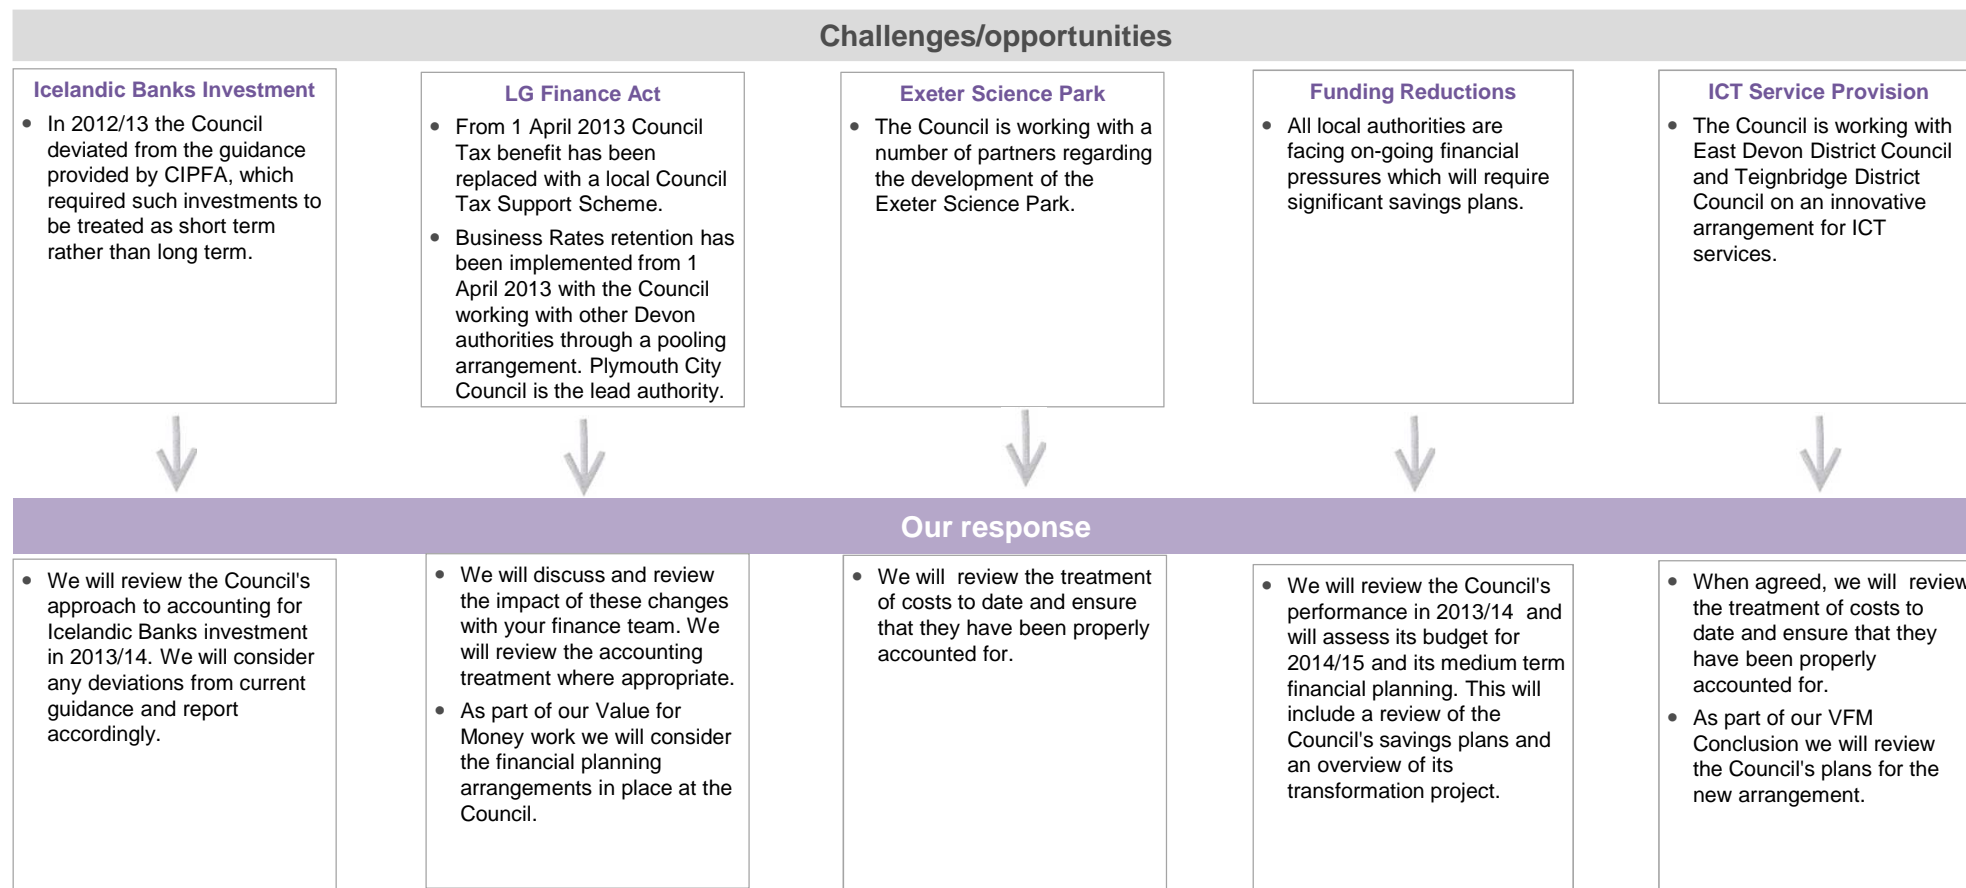 Challenges/opportunities
Icelandic Banks Investment
• In 2012/13 the Council
deviated from the guidance
provided by CIPFA, which
required such investments to
be treated as short term
rather than long term.
LG Finance Act
• From 1 April 2013 Council
Tax benefit has been
replaced with a local Council
Tax Support Scheme.
• Business Rates retention has
been implemented from 1
April 2013 with the Council
working with other Devon
authorities through a pooling
arrangement. Plymouth City
Council is the lead authority.
Exeter Science Park
• The Council is working with a
number of partners regarding
the development of the
Exeter Science Park.
Funding Reductions
• All local authorities are
facing on-going financial
pressures which will require
significant savings plans.
ICT Service Provision
• The Council is working with
East Devon District Council
and Teignbridge District
Council on an innovative
arrangement for ICT
services.
Our response
• We will review the Council's
approach to accounting for
Icelandic Banks investment
in 2013/14. We will consider
any deviations from current
guidance and report
accordingly.
• We will discuss and review
the impact of these changes
with your finance team. We
will review the accounting
treatment where appropriate.
• As part of our Value for
Money work we will consider
the financial planning
arrangements in place at the
Council.
• We will  review the treatment
of costs to date and ensure
that they have been properly
accounted for.
• We will review the Council's
performance in 2013/14  and
will assess its budget for
2014/15 and its medium term
financial planning. This will
include a review of the
Council's savings plans and
an overview of its
transformation project.
• When agreed, we will  review
the treatment of costs to
date and ensure that they
have been properly
accounted for.
• As part of our VFM
Conclusion we will review
the Council's plans for the
new arrangement.